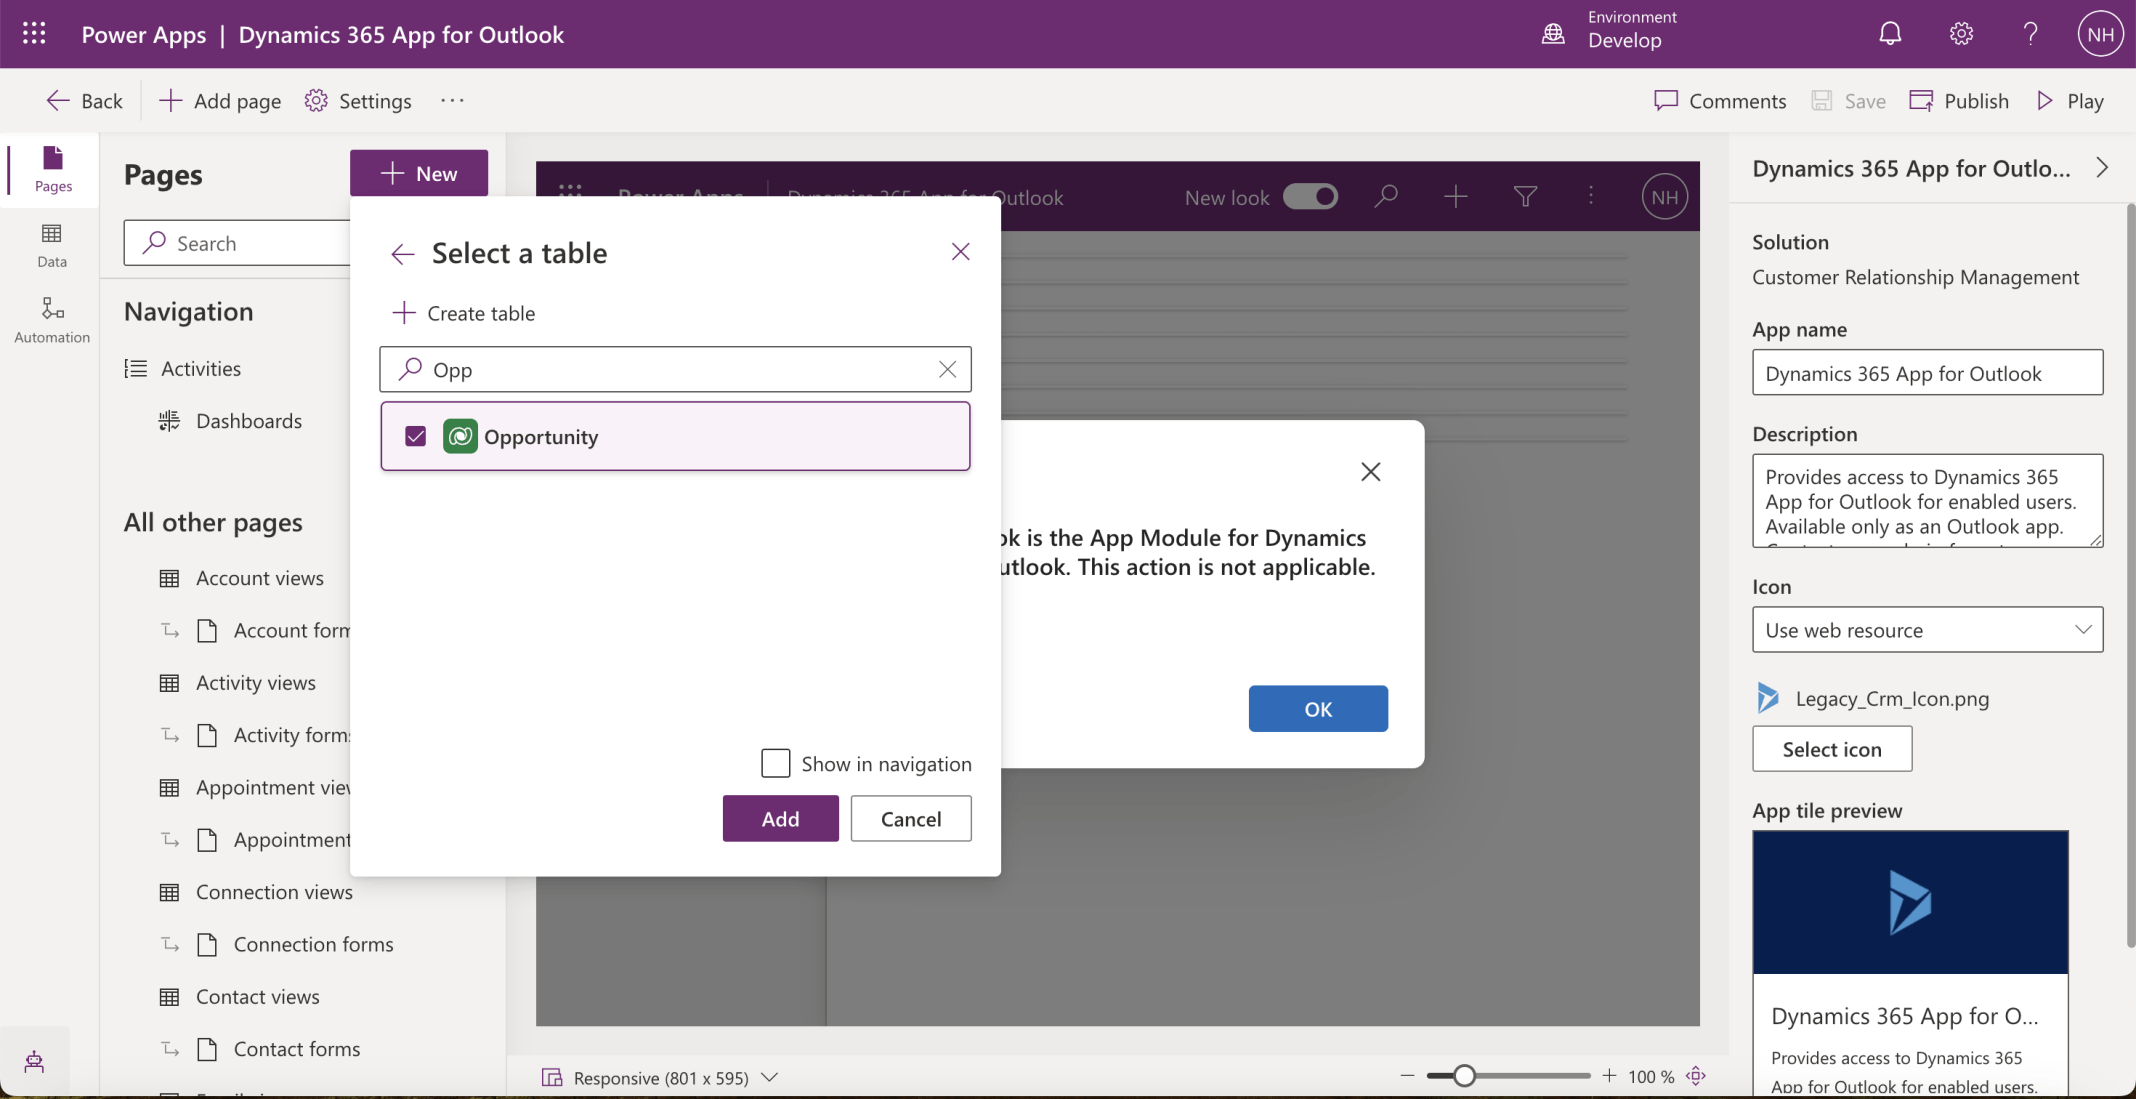 Power Apps | Dynamics 365 App for Outlook
Environment
Develop
NH
Back
Add page
Settings
Comments
Save
Publish
Play
Pages
Data
Automation
Pages
New
Search
Navigation
Activities
Dashboards
All other pages
Account views
Account form
Activity views
Activity forms
Appointment view
Appointment
Connection views
Connection forms
Contact views
Contact forms
Select a table
Create table
Opp
Opportunity
Show in navigation
Add
Cancel
Power Apps
Dynamics 365 App for Outlook
New look
NH
ok is the App Module for Dynamics
utlook. This action is not applicable.
OK
Responsive (801 x 595)
100 %
Dynamics 365 App for Outlo...
Solution
Customer Relationship Management
App name
Dynamics 365 App for Outlook
Description
Provides access to Dynamics 365
App for Outlook for enabled users.
Available only as an Outlook app.
Icon
Use web resource
Legacy_Crm_Icon.png
Select icon
App tile preview
Dynamics 365 App for O...
Provides access to Dynamics 365
App for Outlook for enabled users.